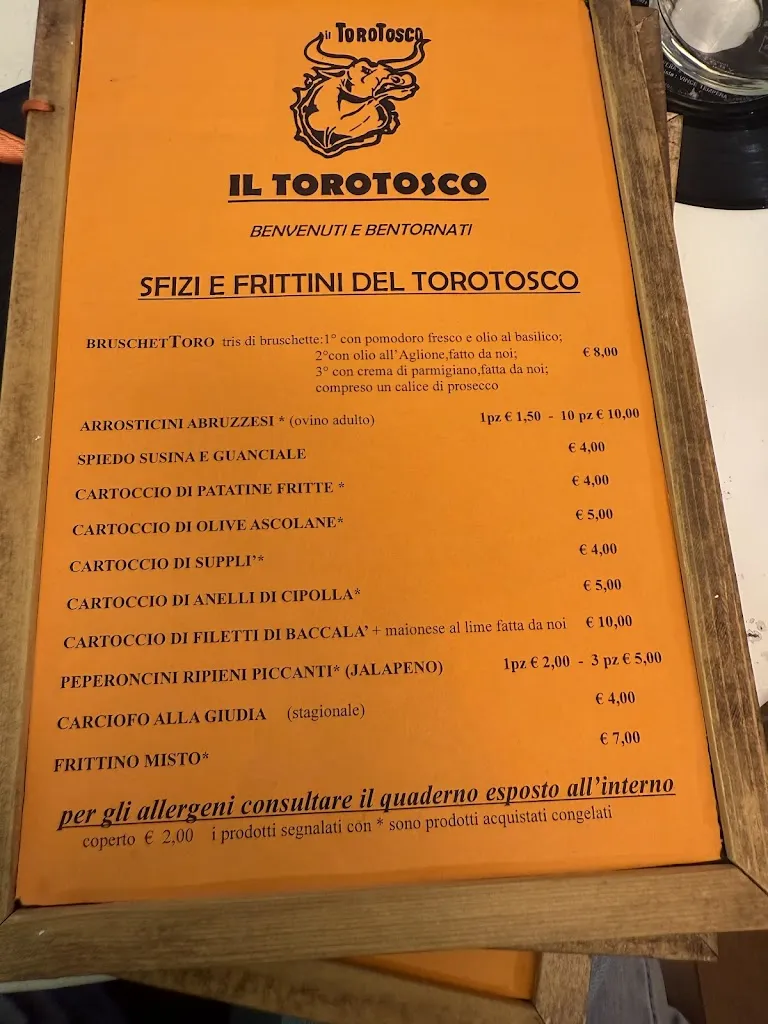 il TOROTOSCO
IL TOROTOSCO
BENVENUTI E BENTORNATI
SFIZI E FRITTINI DEL TOROTOSCO
BRUSCHETTORO tris di bruschette:1° con pomodoro fresco e olio al basilico;
2°con olio all'Aglione,fatto da noi; € 8,00
3° con crema di parmigiano,fatta da noi;
compreso un calice di prosecco
ARROSTICINI ABRUZZESI * (ovino adulto) 1pz € 1,50 - 10 pz € 10,00
SPIEDO SUSINA E GUANCIALE € 4,00
CARTOCCIO DI PATATINE FRITTE * € 4,00
CARTOCCIO DI OLIVE ASCOLANE* € 5,00
CARTOCCIO DI SUPPLI'* € 4,00
CARTOCCIO DI ANELLI DI CIPOLLA* € 5,00
CARTOCCIO DI FILETTI DI BACCALA' + maionese al lime fatta da noi € 10,00
PEPERONCINI RIPIENI PICCANTI* (JALAPENO) 1pz € 2,00 - 3 pz € 5,00
CARCIOFO ALLA GIUDIA (stagionale) € 4,00
FRITTINO MISTO* € 7,00
per gli allergeni consultare il quaderno esposto all'interno
coperto € 2,00 i prodotti segnalati con * sono prodotti acquistati congelati
VINCE TEMPERA